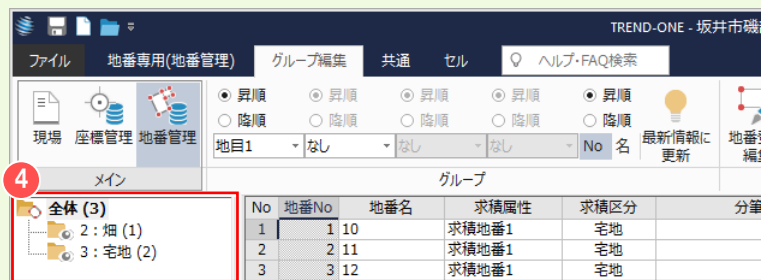 TREND-ONE - 坂井市磯
ファイル 地番専用(地番管理) グループ編集 共通 セル ヘルプ・FAQ検索
昇順 昇順 昇順 昇順 昇順
降順 降順 降順 降順 降順
現場 座標管理 地番管理 地目1 なし なし なし No 名 最新情報に更新 地番
編
メイン グループ
4
全体 (3)
2:畑 (1)
3:宅地 (2)
No 地番No 地番名 求積属性 求積区分 分筆
1 1 10 求積地番1 宅地
2 2 11 求積地番1 宅地
3 3 12 求積地番1 宅地